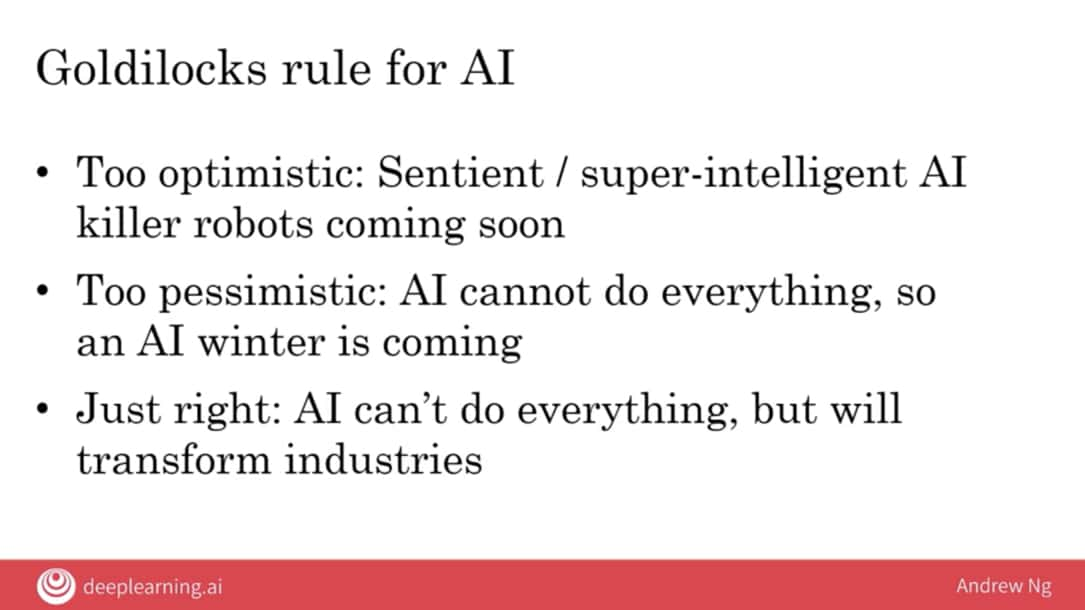 Goldilocks rule for AI
• Too optimistic: Sentient / super-intelligent AI
killer robots coming soon
• Too pessimistic: AI cannot do everything, so
an AI winter is coming
• Just right: AI can’t do everything, but will
transform industries
deeplearning.ai
Andrew Ng